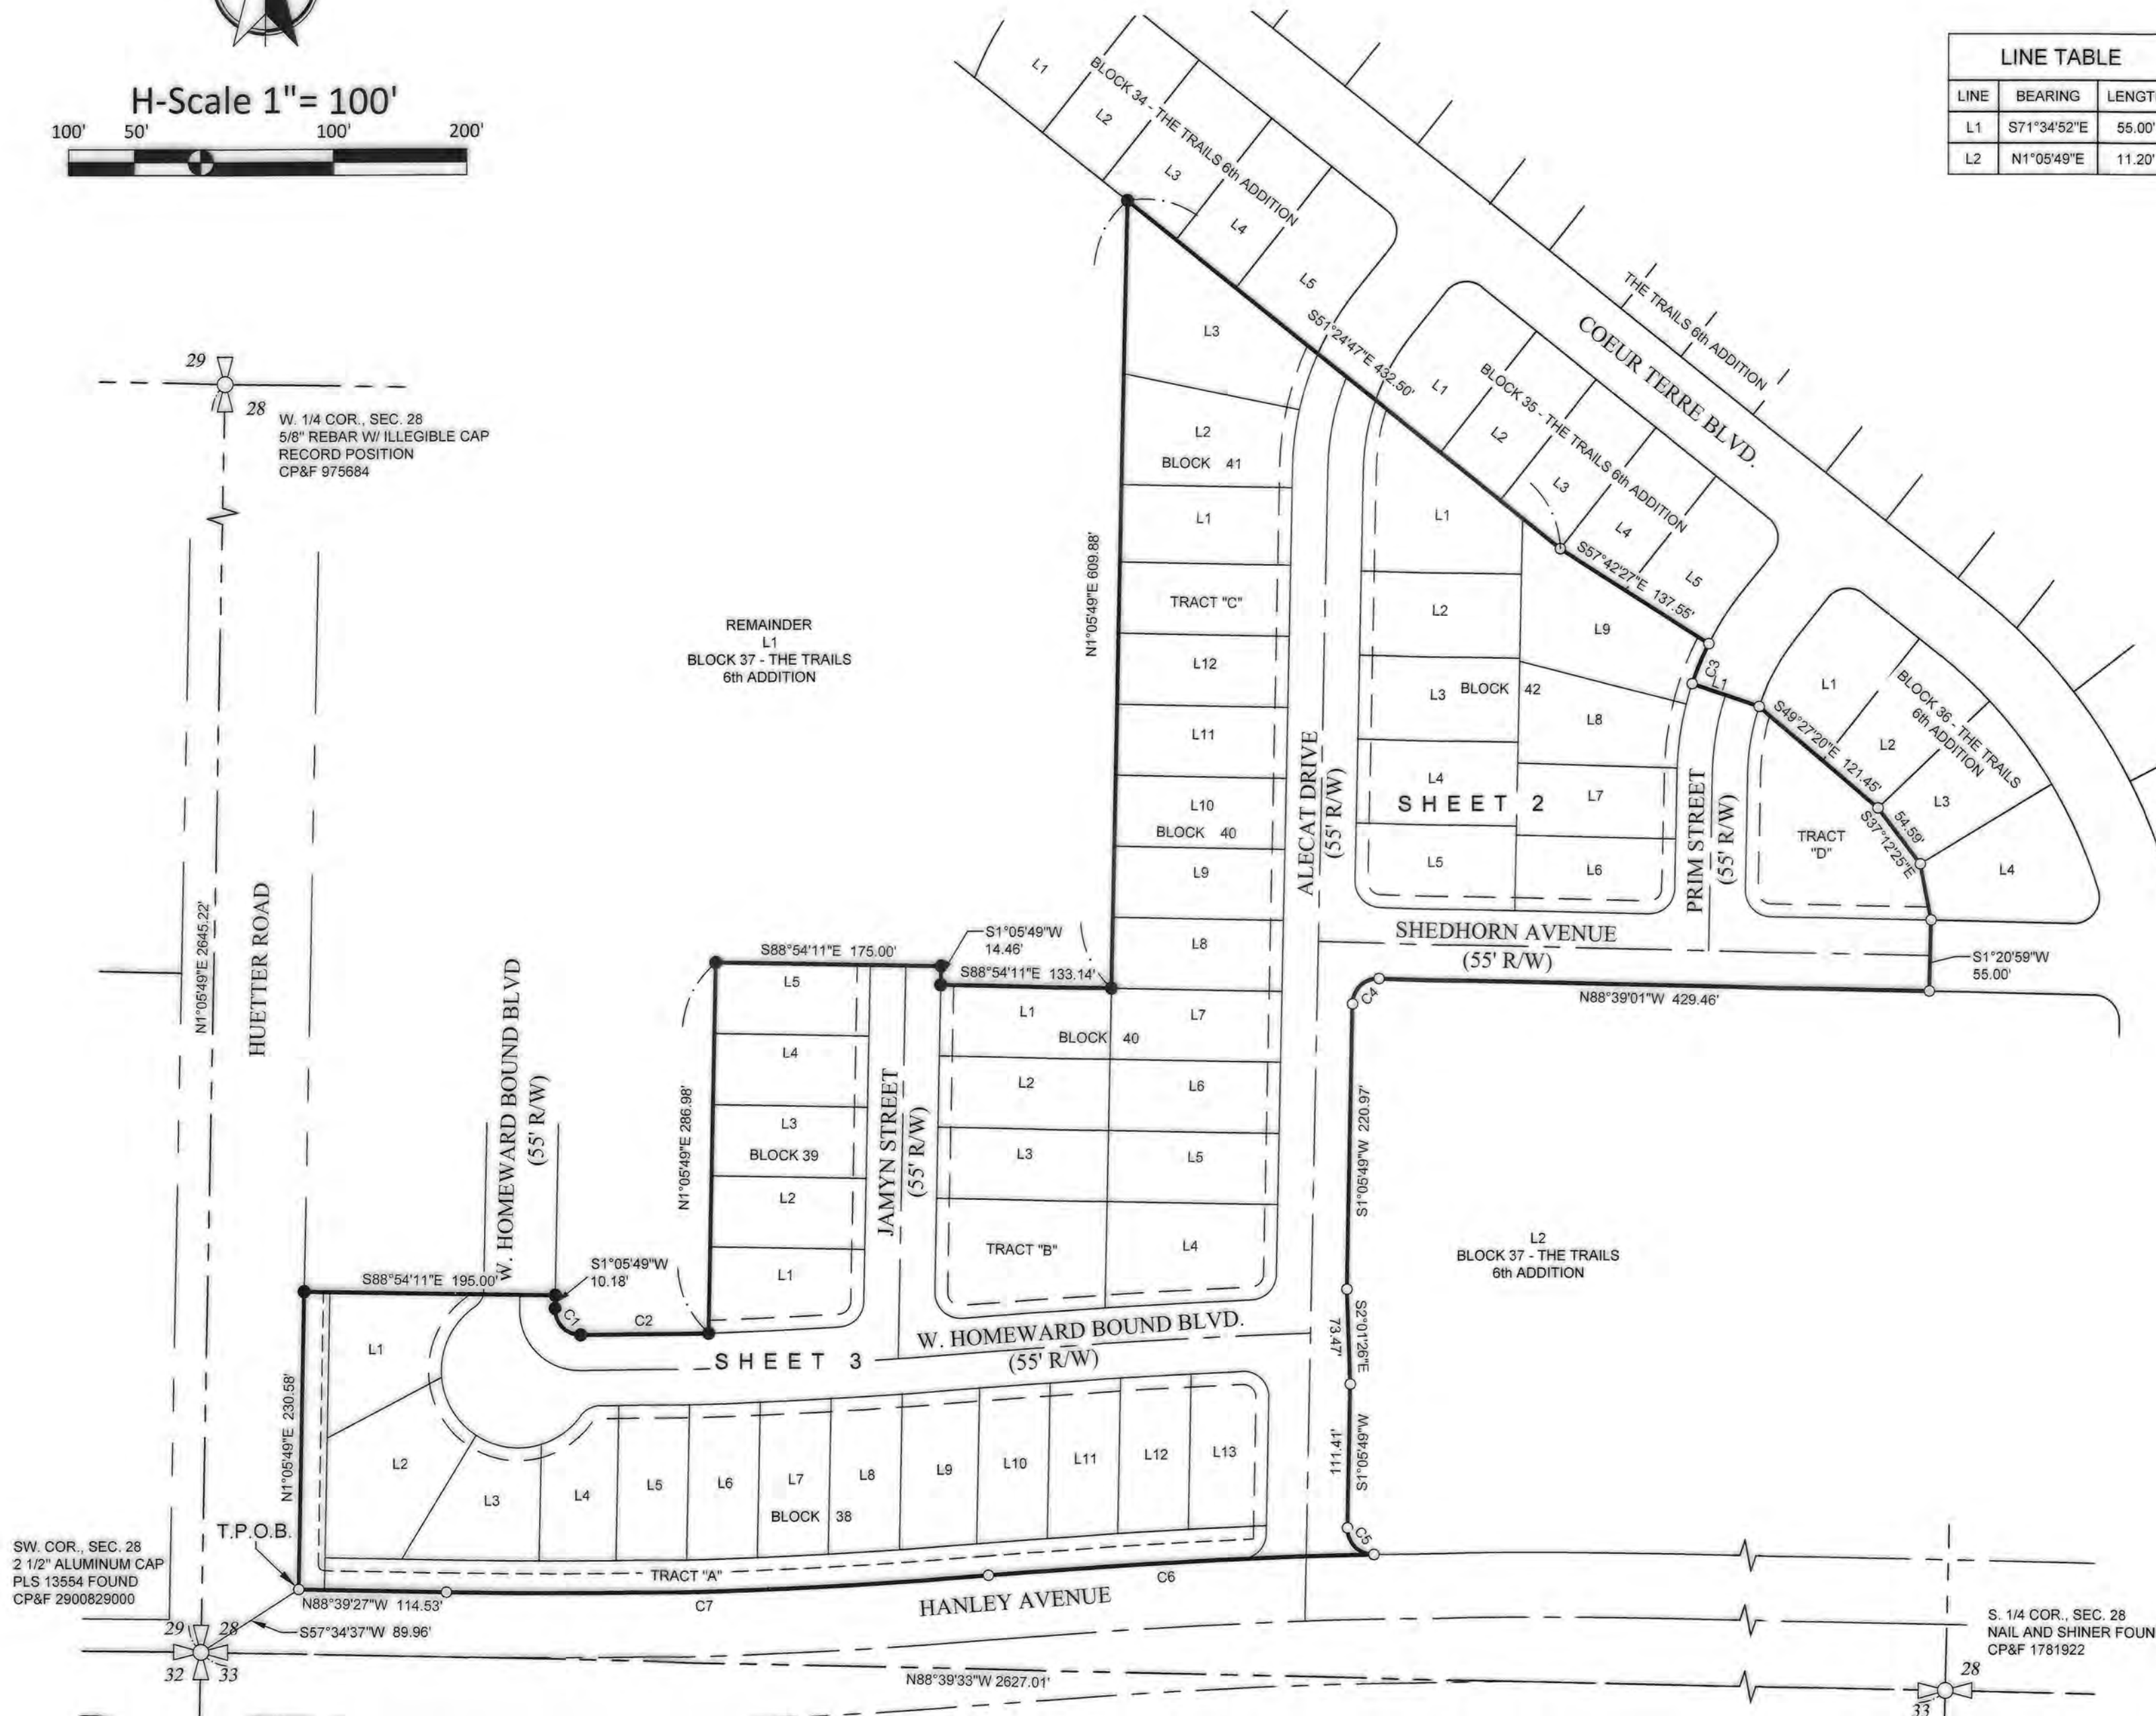 H-Scale 1"= 100'
100' 50' 100' 200'
LINE TABLE
LINE BEARING
L1 S71°34'52"E 55.00'
L2 N1°05'49"E 11.20'
L1
L2
L3
L4
L5
BLOCK 34 - THE TRAILS 6th ADDITION
THE TRAILS 6th ADDITION
COEUR TERRE BLVD.
S51°24'47"E 432.50'
L1
L2
L3
L4
L5
BLOCK 35 - THE TRAILS 6th ADDITION
S57°42'27"E 137.55'
C3
L1
S49°27'20"E 121.45'
54.59'
S37°12'25"E
L1
L2
L3
L4
BLOCK 36 - THE TRAILS
6th ADDITION
29
28
W. 1/4 COR., SEC. 28
5/8" REBAR W/ ILLEGIBLE CAP
RECORD POSITION
CP&F 975684
N1°05'49"E 2645.22'
HUETTER ROAD
REMAINDER
L1
BLOCK 37 - THE TRAILS
6th ADDITION
N1°05'49"E 609.88'
L3
L2
BLOCK 41
L1
TRACT "C"
L12
L11
L10
BLOCK 40
L9
L8
ALECAT DRIVE
(55' R/W)
L1
L2
L3 BLOCK 42
L4
L5
SHEET 2
L9
L8
L7
L6
PRIM STREET
(55' R/W)
TRACT
"D"
SHEDHORN AVENUE
(55' R/W)
S1°20'59"W
55.00'
N88°39'01"W 429.46'
C4
S88°54'11"E 175.00'
S1°05'49"W
14.46'
S88°54'11"E 133.14'
W. HOMEWARD BOUND BLVD
(55' R/W)
N1°05'49"E 286.98'
L5
L4
L3
BLOCK 39
L2
L1
JAMYN STREET
(55' R/W)
L1
BLOCK 40
L2
L3
TRACT "B"
L7
L6
L5
L4
S1°05'49"W 220.97'
L2
BLOCK 37 - THE TRAILS
6th ADDITION
S88°54'11"E 195.00'
S1°05'49"W
10.18'
C1
C2
W. HOMEWARD BOUND BLVD.
(55' R/W)
SHEET 3
S2°01'26"E
73.47'
S1°05'49"W
111.41'
C5
N1°05'49"E 230.58'
L1
L2
L3
L4
L5
L6
L7
L8
L9
L10
L11
L12
L13
BLOCK 38
T.P.O.B.
TRACT "A"
SW. COR., SEC. 28
2 1/2" ALUMINUM CAP
PLS 13554 FOUND
CP&F 2900829000
N88°39'27"W 114.53'
C7
C6
HANLEY AVENUE
S57°34'37"W 89.96'
29 28
32 33
N88°39'33"W 2627.01'
S. 1/4 COR., SEC. 28
NAIL AND SHINER
CP&F 1781922
28
33